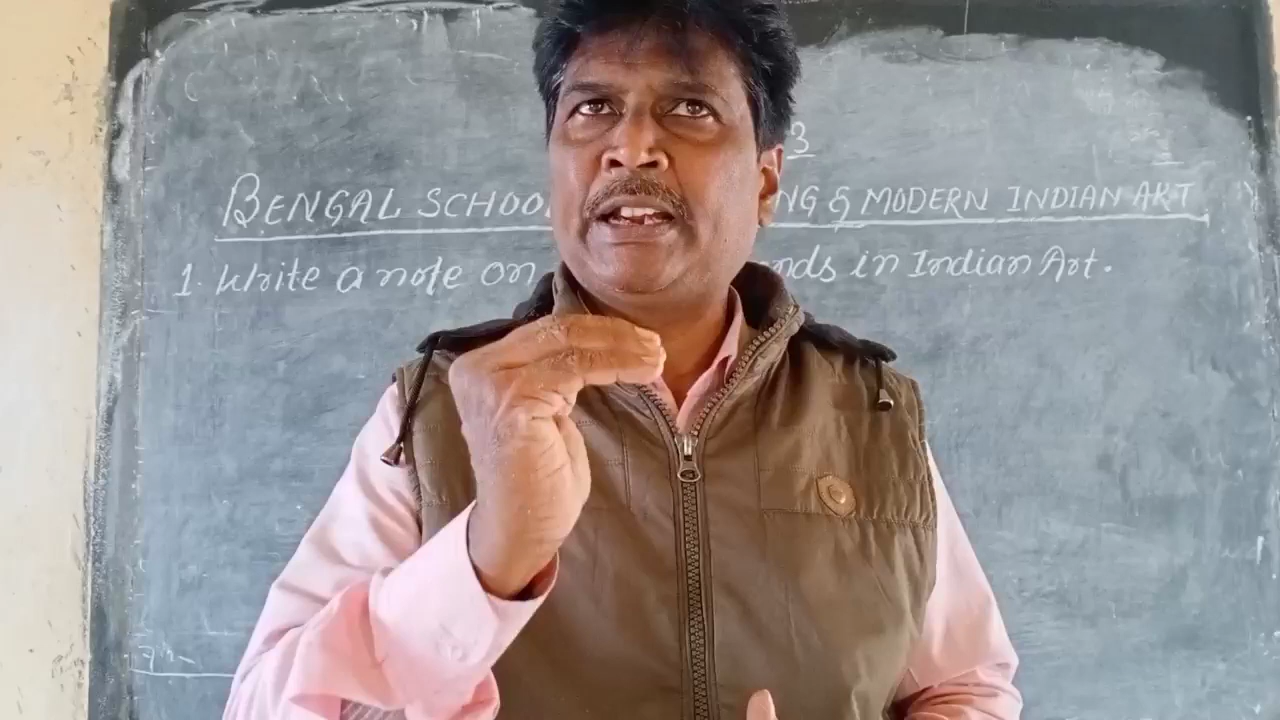 3
BENGAL SCHOO NG & MODERN INDIAN ART
1. Write a note on nds in Indian Art.